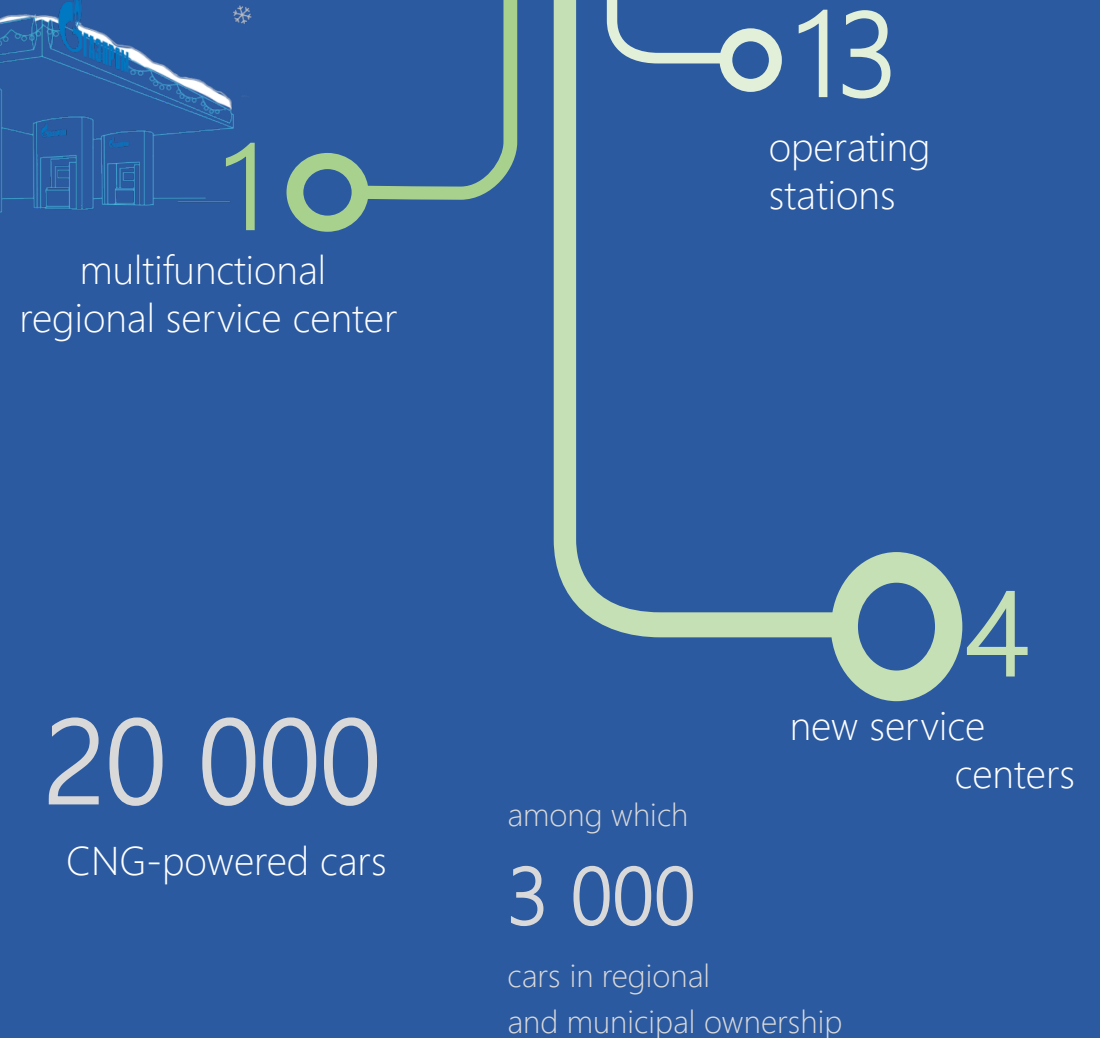 13
operating
stations
1
multifunctional
regional service center
4
new service
centers
20 000
CNG-powered cars
among which
3 000
cars in regional
and municipal ownership